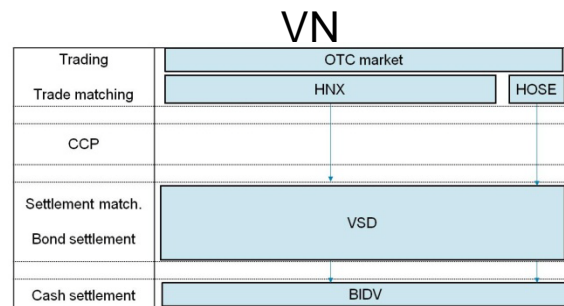 VN
Trading OTC market
Trade matching HNX HOSE
CCP
Settlement match.
VSD
Bond settlement
Cash settlement BIDV